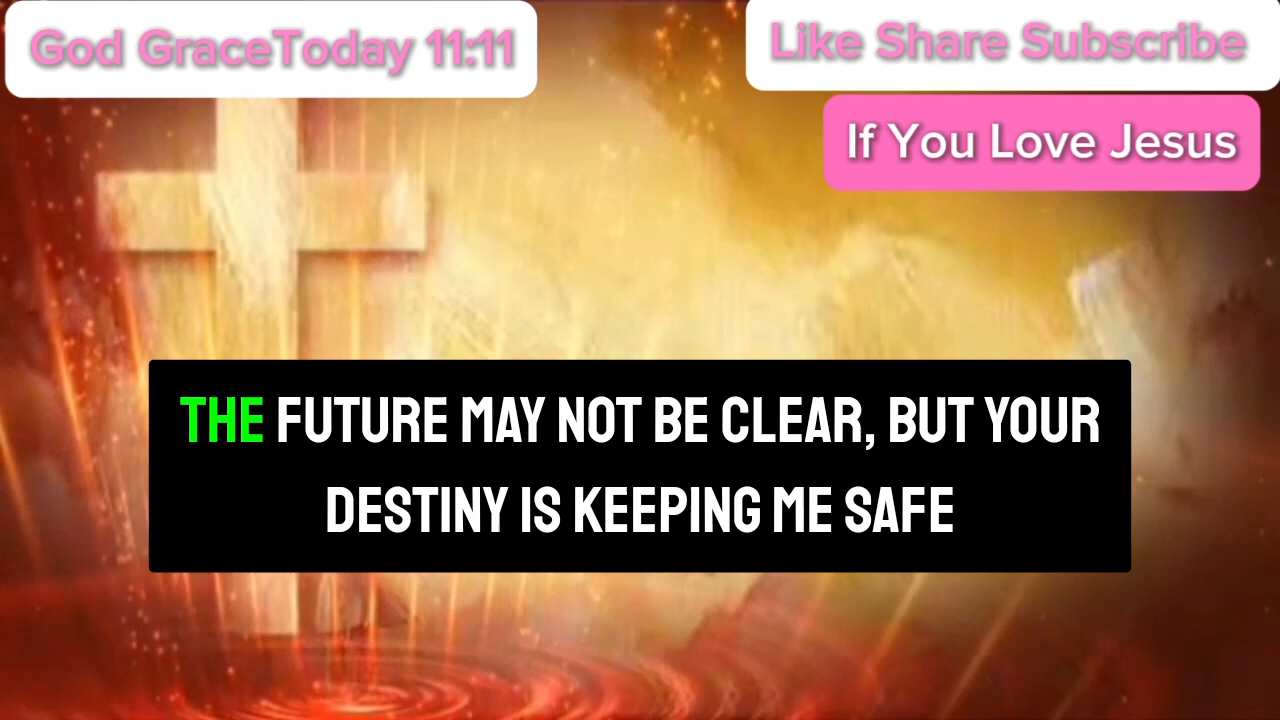 God GraceToday 11:11
Like Share Subscribe
If You Love Jesus
THE FUTURE MAY NOT BE CLEAR, BUT YOUR
DESTINY IS KEEPING ME SAFE